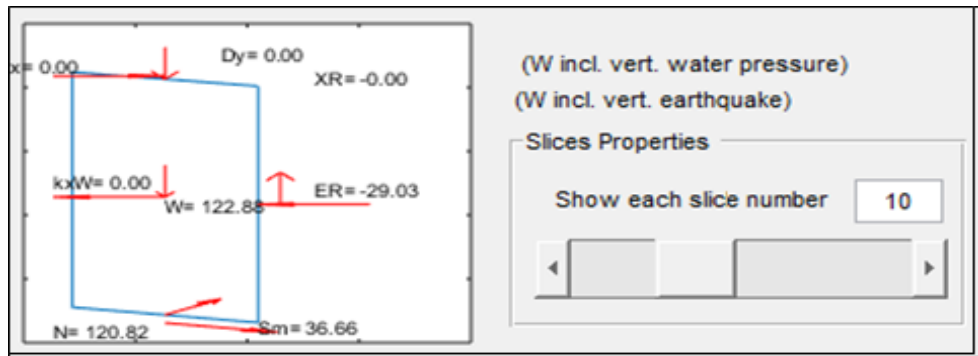 x= 0.00
Dy= 0.00
XR= -0.00
kxW= 0.00
W= 122.88
ER= -29.03
N= 120.82
Sm= 36.66
(W incl. vert. water pressure)
(W incl. vert. earthquake)
Slices Properties
Show each slice number 10